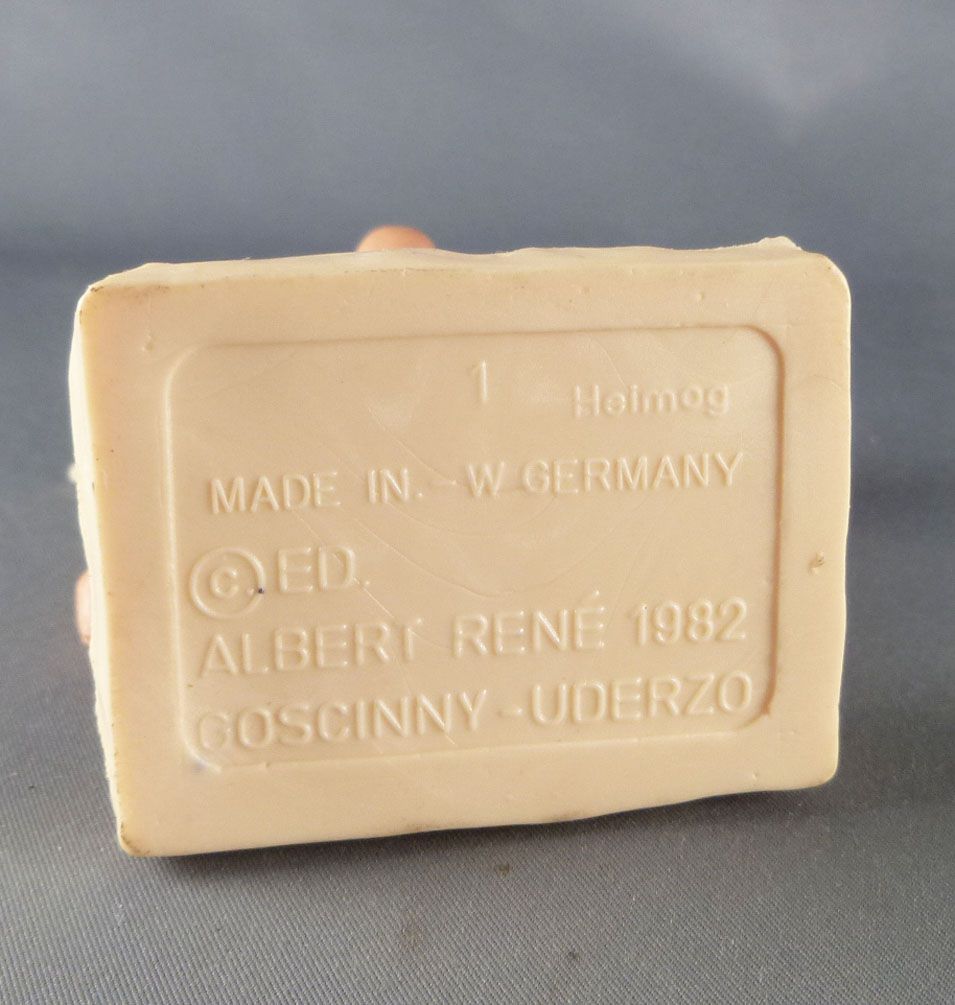 1 Heimog
MADE IN. - W GERMANY
©. ED.
ALBERT RENÉ 1982
GOSCINNY - UDERZO